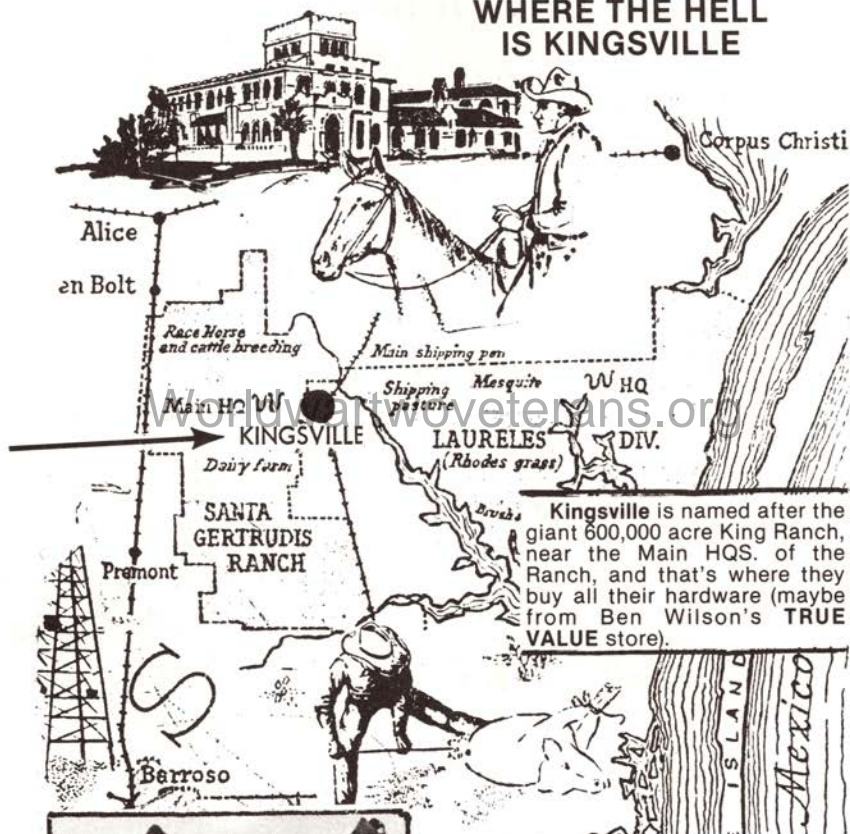 WHERE THE HELL
IS KINGSVILLE
Corpus Christi
Alice
en Bolt
Race Horse
and cattle breeding
Main shipping pen
Main HQ
Shipping
pasture
Mesquite
HQ
Worldwartwoveterans.org
KINGSVILLE
LAURELES
(Rhodes grass)
DIV.
Dairy farm
SANTA
GERTRUDIS
RANCH
Premont
Kingsville is named after the
giant 600,000 acre King Ranch,
near the Main HQS. of the
Ranch, and that's where they
buy all their hardware (maybe
from Ben Wilson's TRUE
VALUE store).
S
Barroso
ISLAND
Mexico